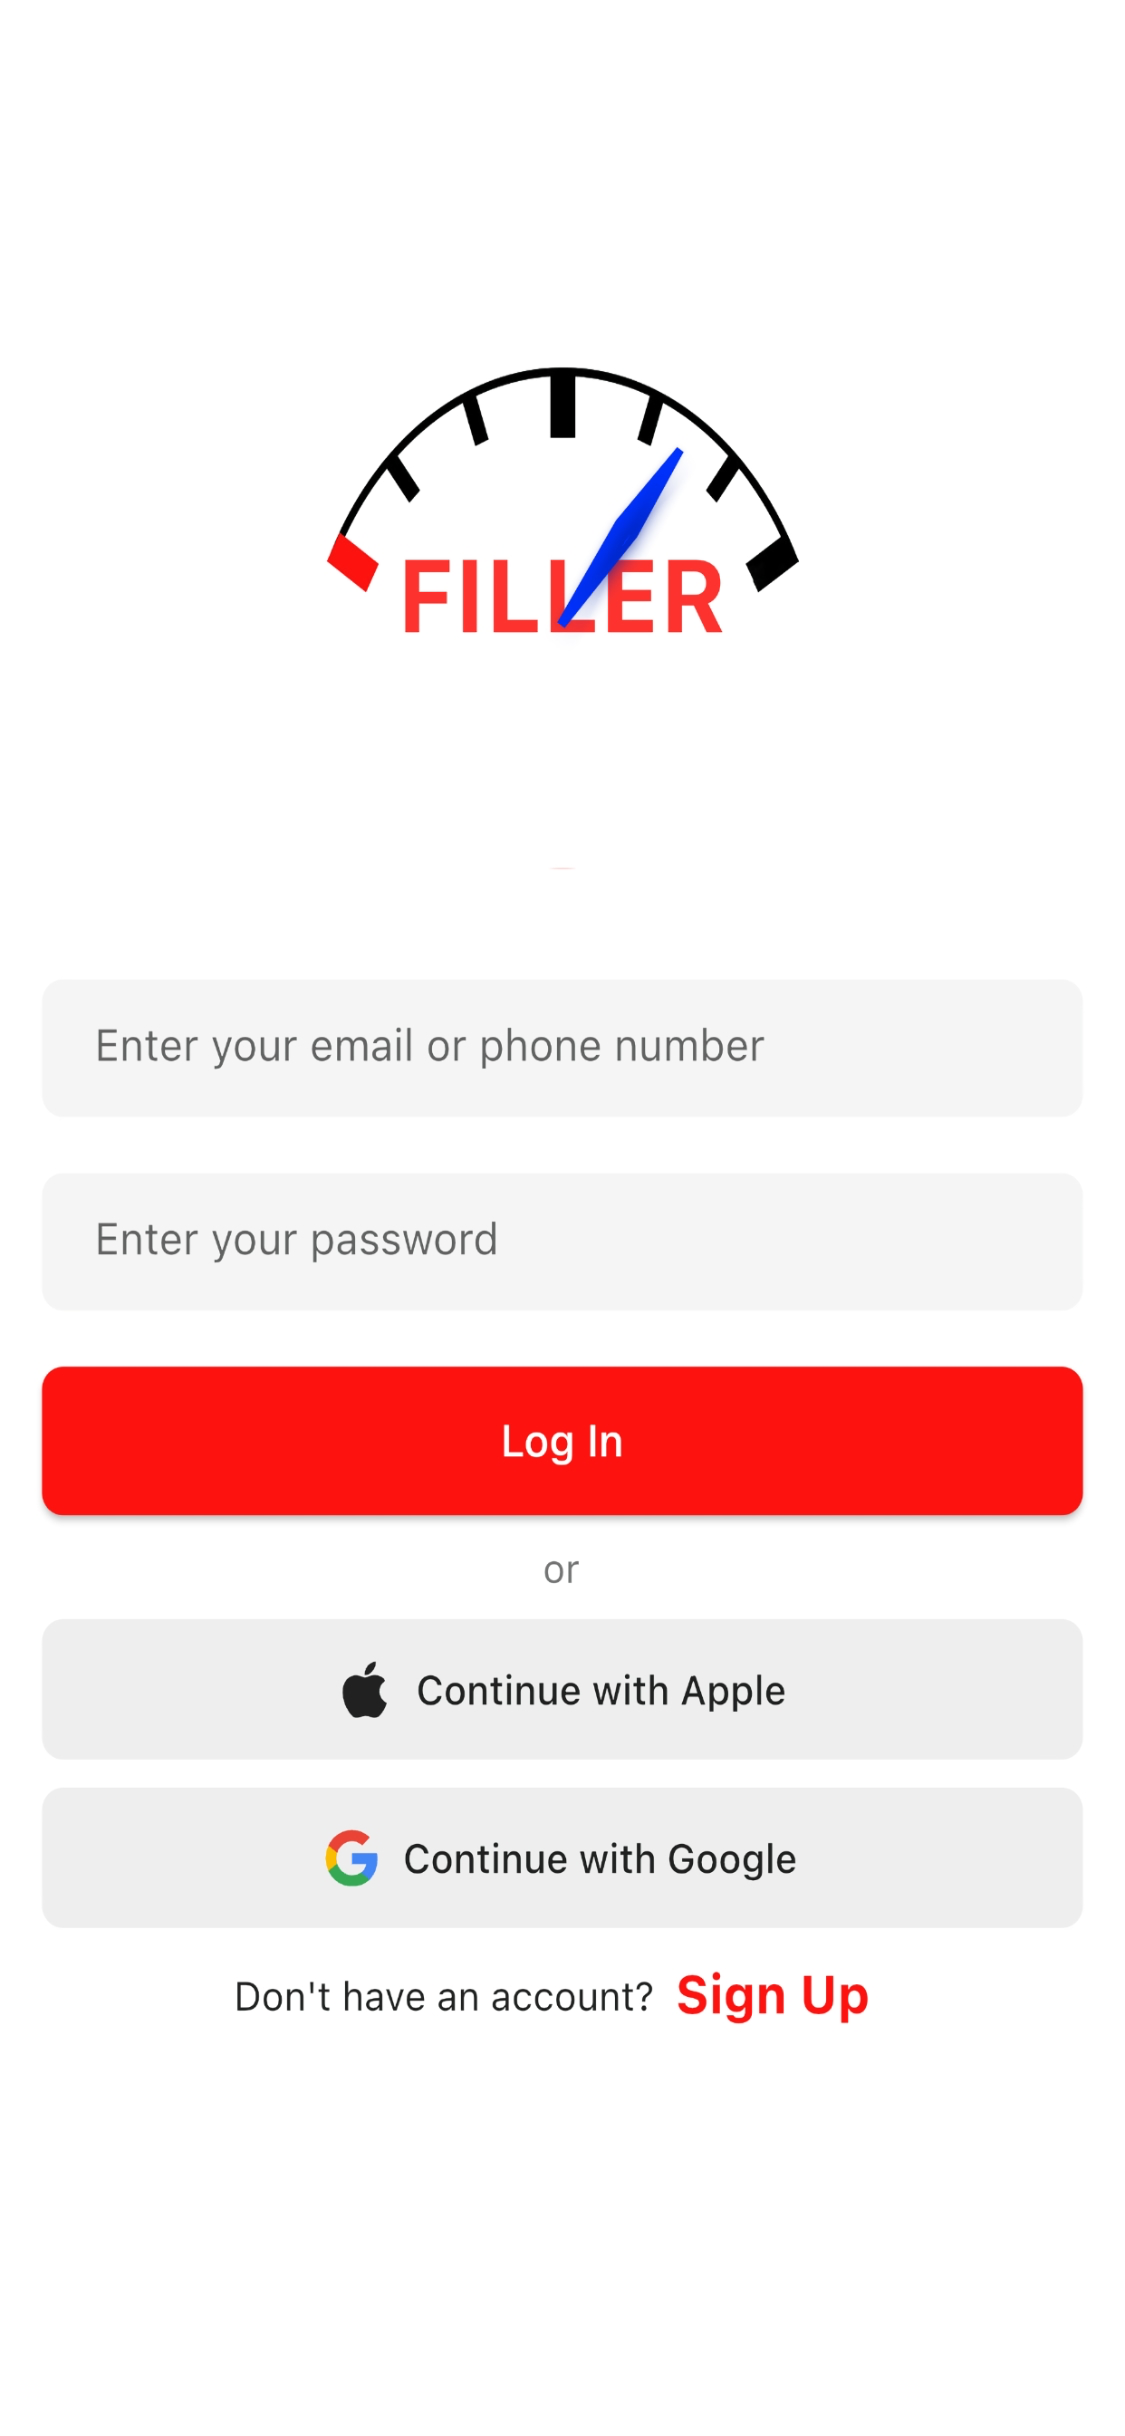 FILLER
Enter your email or phone number
Enter your password
Log In
or
Continue with Apple
Continue with Google
Don't have an account? Sign Up